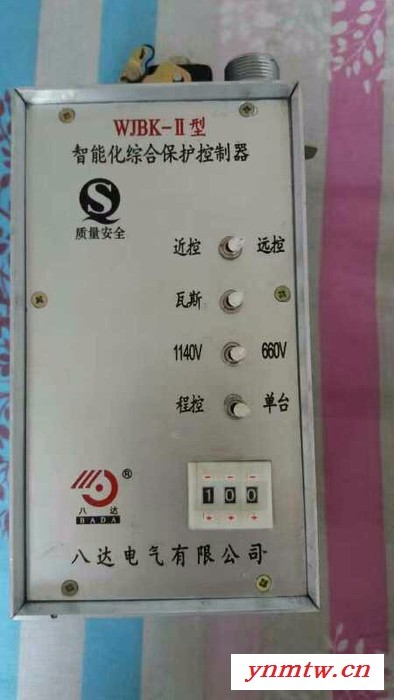 WJBK-Ⅱ型
智能化综合保护控制器
S
质量安全
近控 远控
瓦斯
1140V 660V
程控 单台
®
八达
BADA
- - -
100
+ + +
八达电气有限公司
ynmtw.cn